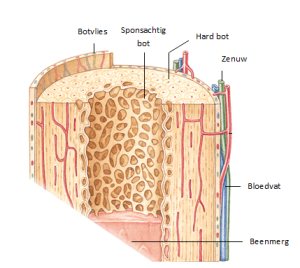 Botvlies
Sponsachtig
bot
Hard bot
Zenuw
Bloedvat
Beenmerg